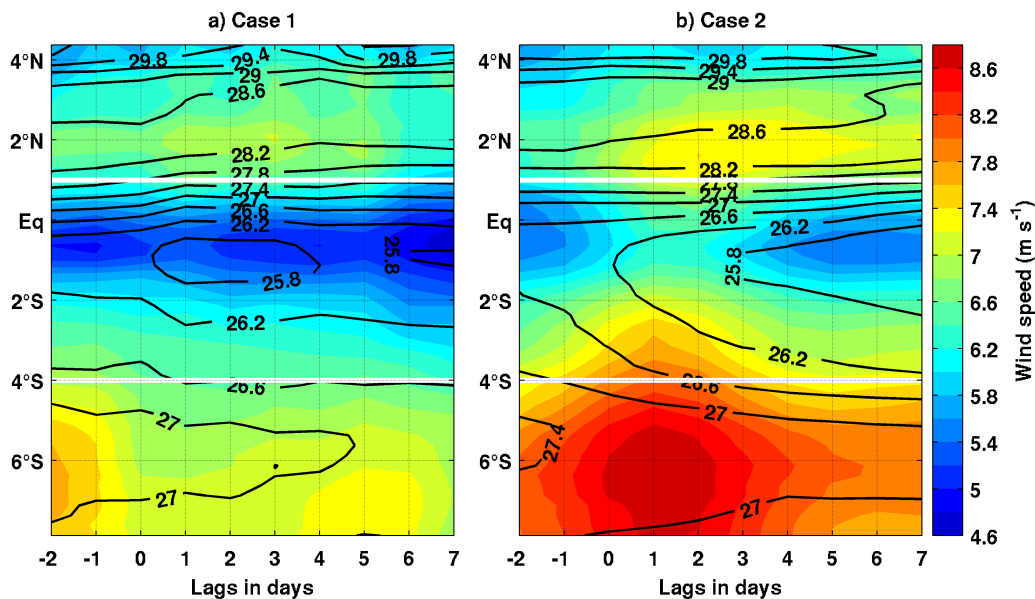 a) Case 1
b) Case 2
4°N
2°N
Eq
2°S
4°S
6°S
29.8
29.4
29.8
29
28.6
28.2
27.8
27.4
27
26.6
26.2
25.8
25.8
26.2
26.6
27
27
-2 -1 0 1 2 3 4 5 6 7
Lags in days
4°N
2°N
Eq
2°S
4°S
6°S
29.8
29.4
29
28.6
28.2
27.8
27.4
27
26.6
26.2
25.8
26.2
26.6
27
27.4
27
-2 -1 0 1 2 3 4 5 6 7
Lags in days
8.6
8.2
7.8
7.4
7
6.6
6.2
5.8
5.4
5
4.6
Wind speed (m s⁻¹)